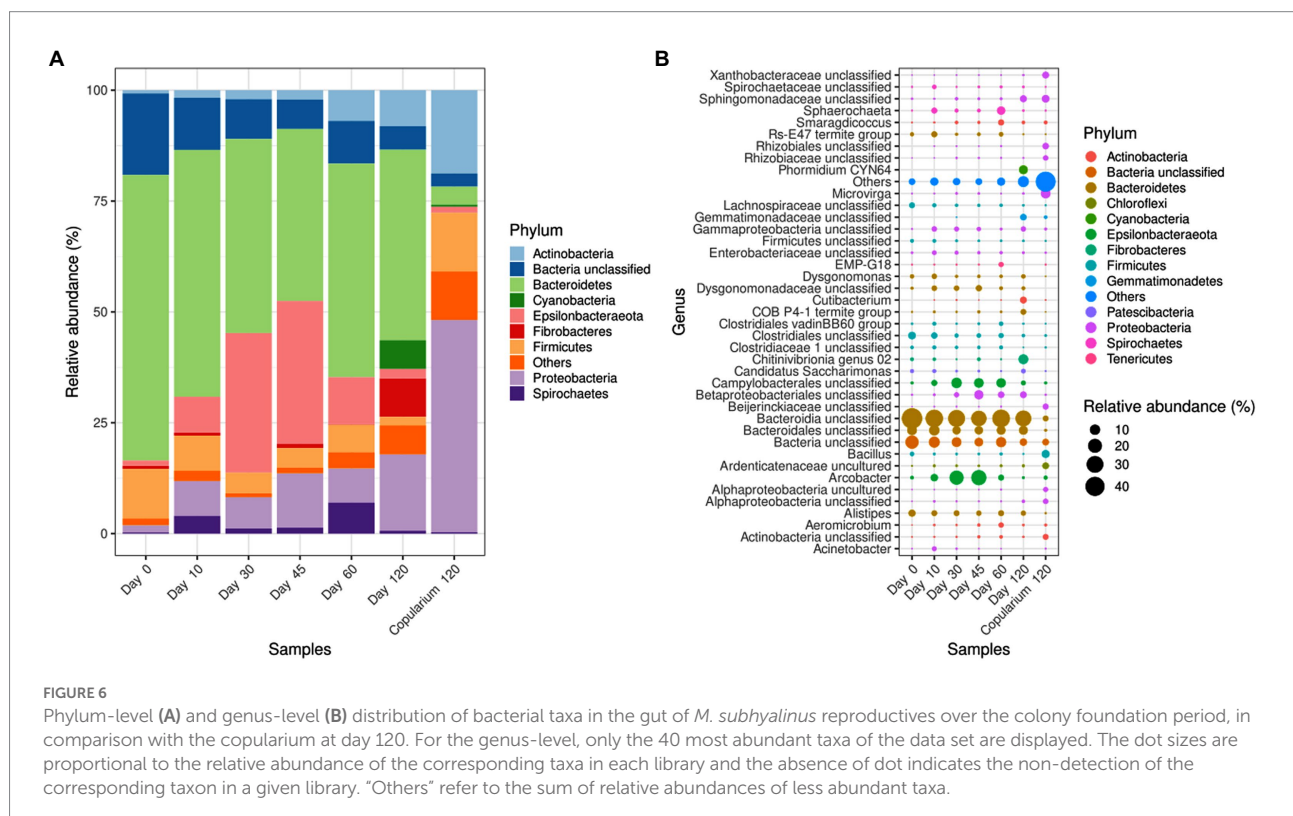 A
100
75
50
25
0
Relative abundance (%)
Day 0
Day 10
Day 30
Day 45
Day 60
Day 120
Copularium 120
Samples
Phylum
Actinobacteria
Bacteria unclassified
Bacteroidetes
Cyanobacteria
Epsilonbacteraeota
Fibrobacteres
Firmicutes
Others
Proteobacteria
Spirochaetes
B
Genus
Xanthobacteraceae unclassified
Spirochaetaceae unclassified
Sphingomonadaceae unclassified
Sphaerochaeta
Smaragdicoccus
Rs-E47 termite group
Rhizobiales unclassified
Rhizobiaceae unclassified
Phormidium CYN64
Others
Microvirga
Lachnospiraceae unclassified
Gemmatimonadaceae unclassified
Gammaproteobacteria unclassified
Firmicutes unclassified
Enterobacteriaceae unclassified
EMP-G18
Dysgonomonas
Dysgonomonadaceae unclassified
Cutibacterium
COB P4-1 termite group
Clostridiales vadinBB60 group
Clostridiales unclassified
Clostridiaceae 1 unclassified
Chitinivibrionia genus 02
Candidatus Saccharimonas
Campylobacterales unclassified
Betaproteobacteriales unclassified
Beijerinckiaceae unclassified
Bacteroidia unclassified
Bacteroidales unclassified
Bacteria unclassified
Bacillus
Ardenticatenaceae uncultured
Arcobacter
Alphaproteobacteria uncultured
Alphaproteobacteria unclassified
Alistipes
Aeromicrobium
Actinobacteria unclassified
Acinetobacter
Day 0
Day 10
Day 30
Day 45
Day 60
Day 120
Copularium 120
Samples
Phylum
Actinobacteria
Bacteria unclassified
Bacteroidetes
Chloroflexi
Cyanobacteria
Epsilonbacteraeota
Fibrobacteres
Firmicutes
Gemmatimonadetes
Others
Patescibacteria
Proteobacteria
Spirochaetes
Tenericutes
Relative abundance (%)
10
20
30
40
FIGURE 6
Phylum-level (A) and genus-level (B) distribution of bacterial taxa in the gut of M. subhyalinus reproductives over the colony foundation period, in
comparison with the copularium at day 120. For the genus-level, only the 40 most abundant taxa of the data set are displayed. The dot sizes are
proportional to the relative abundance of the corresponding taxa in each library and the absence of dot indicates the non-detection of the
corresponding taxon in a given library. “Others” refer to the sum of relative abundances of less abundant taxa.